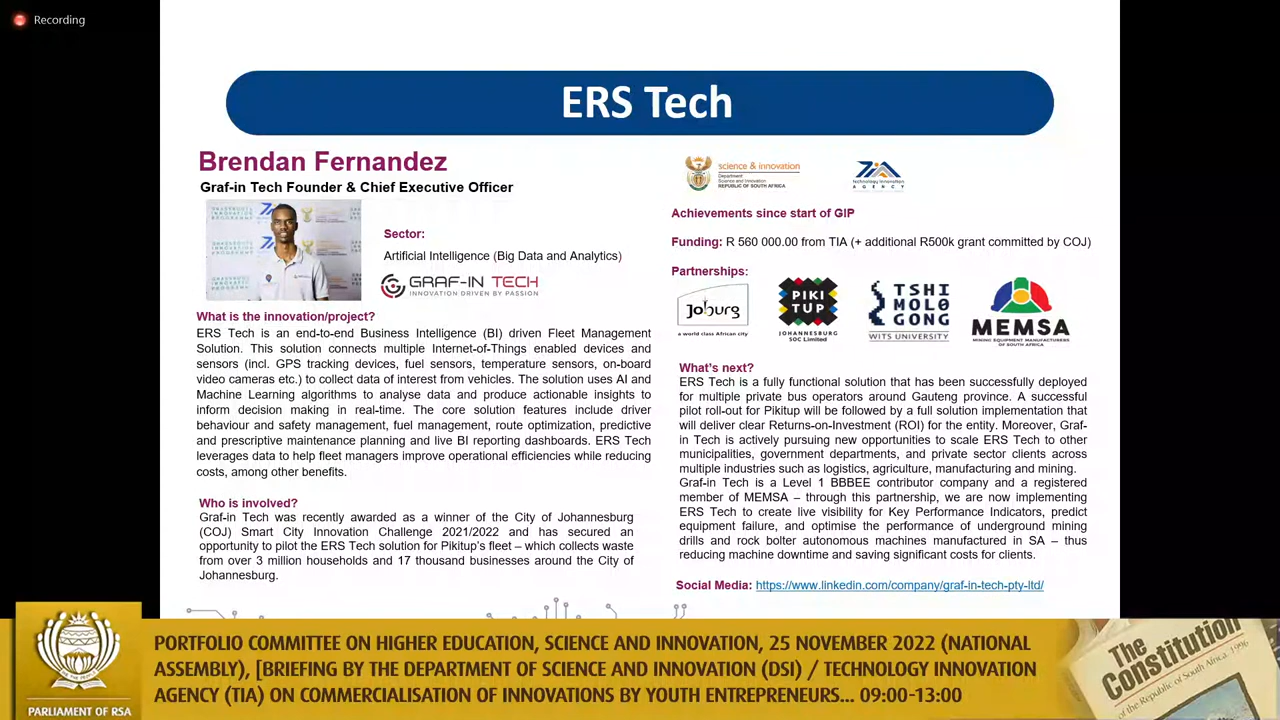 Recording
ERS Tech
Brendan Fernandez
Graf-in Tech Founder & Chief Executive Officer
Sector:
Artificial Intelligence (Big Data and Analytics)
GRAF-IN TECH
INNOVATION DRIVEN BY PASSION
What is the innovation/project?
ERS Tech is an end-to-end Business Intelligence (BI) driven Fleet Management
Solution. This solution connects multiple Internet-of-Things enabled devices and
sensors (incl. GPS tracking devices, fuel sensors, temperature sensors, on-board
video cameras etc.) to collect data of interest from vehicles. The solution uses AI and
Machine Learning algorithms to analyse data and produce actionable insights to
inform decision making in real-time. The core solution features include driver
behaviour and safety management, fuel management, route optimization, predictive
and prescriptive maintenance planning and live BI reporting dashboards. ERS Tech
leverages data to help fleet managers improve operational efficiencies while reducing
costs, among other benefits.
Who is involved?
Graf-in Tech was recently awarded as a winner of the City of Johannesburg
(COJ) Smart City Innovation Challenge 2021/2022 and has secured an
opportunity to pilot the ERS Tech solution for Pikitup's fleet – which collects waste
from over 3 million households and 17 thousand businesses around the City of
Johannesburg.
science & innovation
Department
Science and Innovation
REPUBLIC OF SOUTH AFRICA
Technology Innovation
AGENCY
Achievements since start of GIP
Funding: R 560 000.00 from TIA (+ additional R500k grant committed by COJ)
Partnerships:
Joburg
a world class African city
PIKI
TUP
JOHANNESBURG
SOC Limited
TSHI
MOLO
GONG
WITS UNIVERSITY
MEMSA
MINING EQUIPMENT MANUFACTURERS
OF SOUTH AFRICA
What's next?
ERS Tech is a fully functional solution that has been successfully deployed
for multiple private bus operators around Gauteng province. A successful
pilot roll-out for Pikitup will be followed by a full solution implementation that
will deliver clear Returns-on-Investment (ROI) for the entity. Moreover, Graf-
in Tech is actively pursuing new opportunities to scale ERS Tech to other
municipalities, government departments, and private sector clients across
multiple industries such as logistics, agriculture, manufacturing and mining.
Graf-in Tech is a Level 1 BBBEE contributor company and a registered
member of MEMSA – through this partnership, we are now implementing
ERS Tech to create live visibility for Key Performance Indicators, predict
equipment failure, and optimise the performance of underground mining
drills and rock bolter autonomous machines manufactured in SA – thus
reducing machine downtime and saving significant costs for clients.
Social Media: https://www.linkedin.com/company/graf-in-tech-pty-ltd/
PARLIAMENT OF RSA
PORTFOLIO COMMITTEE ON HIGHER EDUCATION, SCIENCE AND INNOVATION, 25 NOVEMBER 2022 (NATIONAL
ASSEMBLY), [BRIEFING BY THE DEPARTMENT OF SCIENCE AND INNOVATION (DSI) / TECHNOLOGY INNOVATION
AGENCY (TIA) ON COMMERCIALISATION OF INNOVATIONS BY YOUTH ENTREPRENEURS... 09:00-13:00
The
Constitution
of the Republic of South Africa, 1996